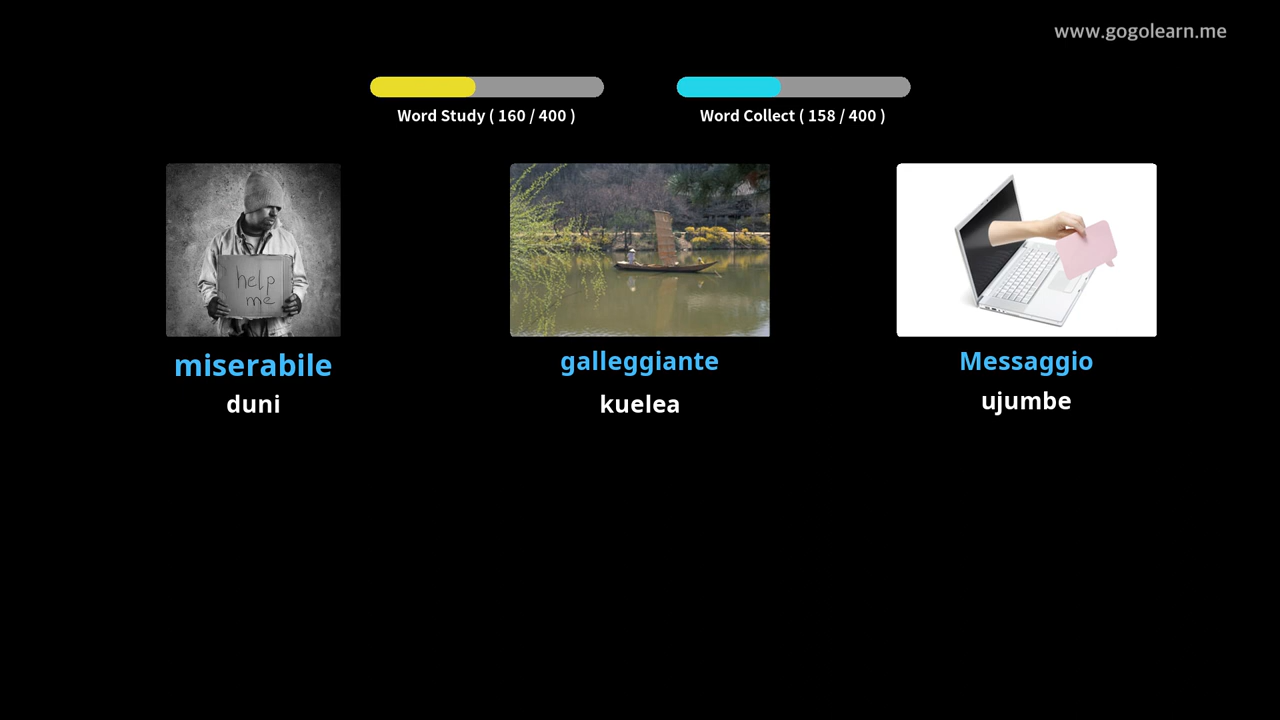 www.gogolearn.me
Word Study ( 160 / 400 )
Word Collect ( 158 / 400 )
help
me
miserabile
galleggiante
Messaggio
duni
kuelea
ujumbe